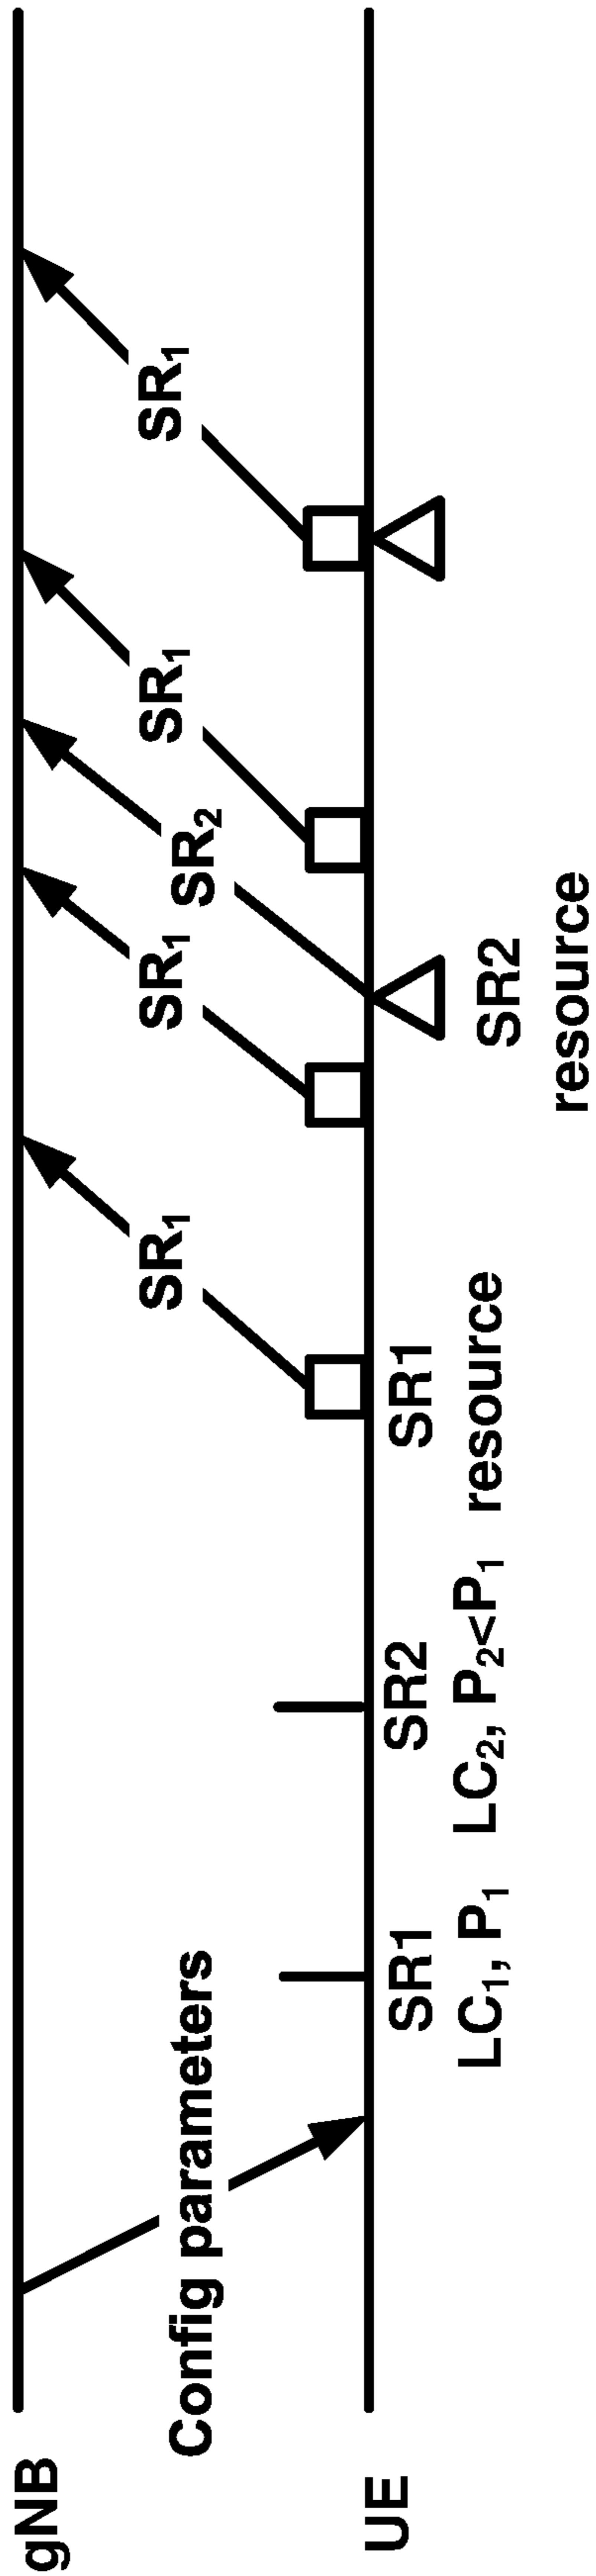 gNB
Config parameters
SR₁
SR₁
SR₂
SR₁
SR₁
UE
SR1
LC₁, P₁
SR2
LC₂, P₂<P₁
SR1
resource
SR2
resource